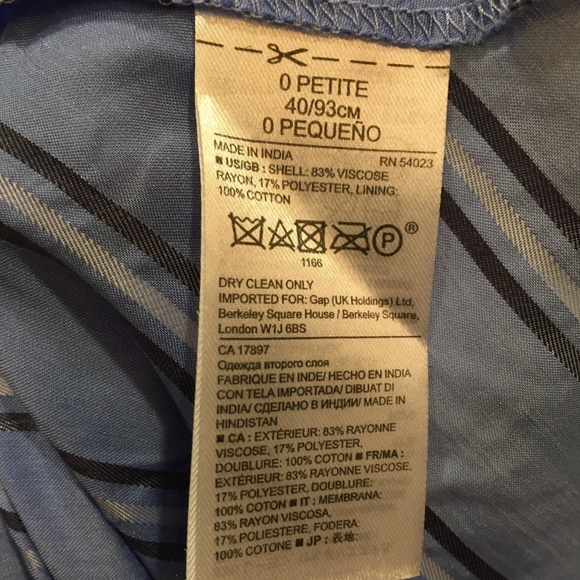 0 PETITE
40/93CM
0 PEQUEÑO
MADE IN INDIA RN 54023
■ US/GB : SHELL: 83% VISCOSE
RAYON, 17% POLYESTER, LINING:
100% COTTON
P®
1166
DRY CLEAN ONLY
IMPORTED FOR: Gap (UK Holdings) Ltd,
Berkeley Square House / Berkeley Square,
London W1J 6BS
CA 17897
Одежда второго слоя
FABRIQUE EN INDE/ HECHO EN INDIA
CON TELA IMPORTADA/ DIBUAT DI
INDIA/ СДЕЛАНО В ИНДИИ/ MADE IN
HINDISTAN
■ CA : EXTÉRIEUR: 83% RAYONNE
VISCOSE, 17% POLYESTER,
DOUBLURE: 100% COTON ■ FR/MA :
EXTÉRIEUR: 83% RAYONNE VISCOSE,
17% POLYESTER, DOUBLURE:
100% COTON ■ IT : MEMBRANA:
83% RAYON VISCOSA,
17% POLIESTERE, FODERA
100% COTONE ■ JP : 表地: